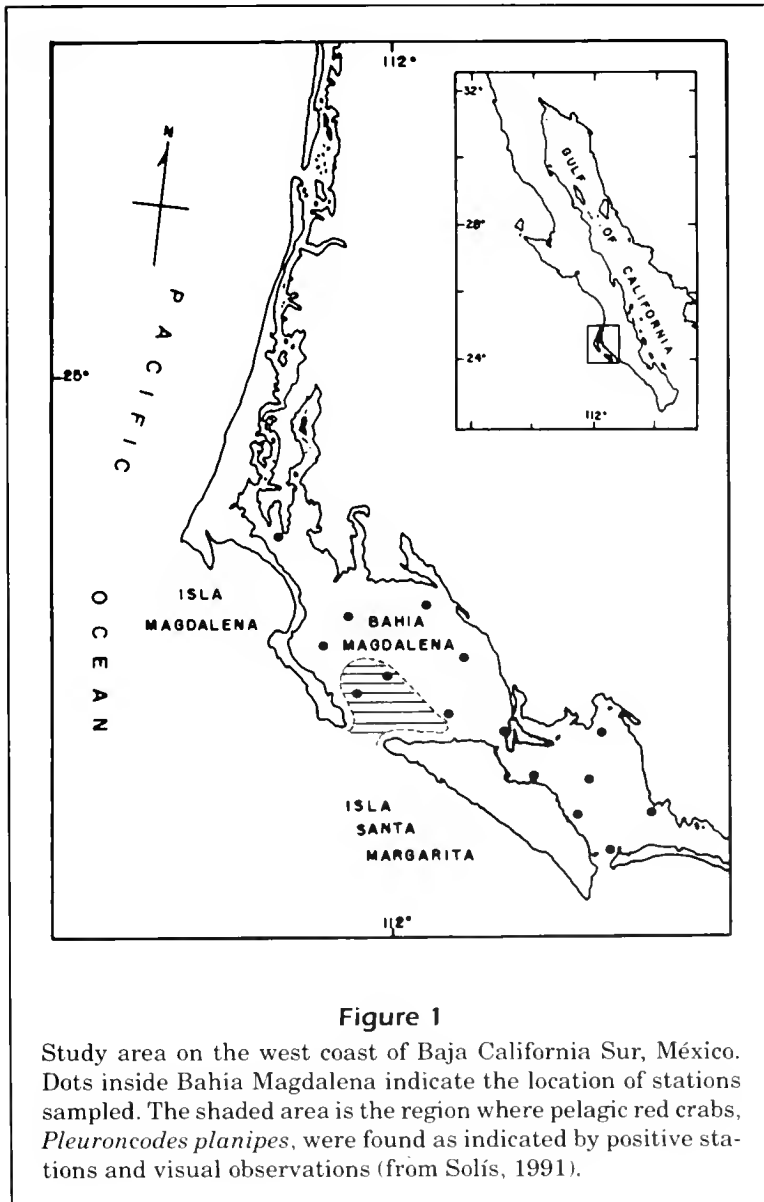 112°
N
PACIFIC
OCEAN
25°
32°
28°
24°
GULF OF CALIFORNIA
112°
ISLA
MAGDALENA
BAHIA
MAGDALENA
ISLA
SANTA
MARGARITA
112°
Figure 1
Study area on the west coast of Baja California Sur, México.
Dots inside Bahía Magdalena indicate the location of stations
sampled. The shaded area is the region where pelagic red crabs,
Pleuroncodes planipes, were found as indicated by positive sta-
tions and visual observations (from Solís, 1991).